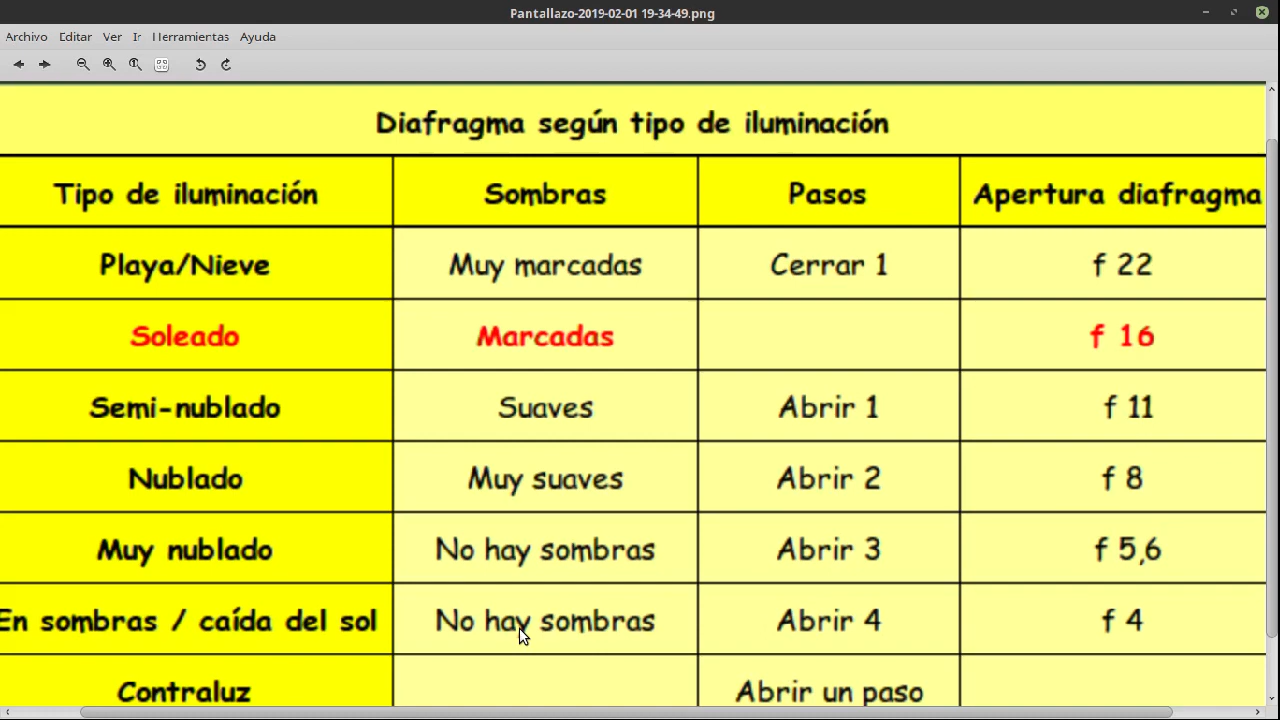 Pantallazo-2019-02-01 19-34-49.png
Archivo Editar Ver Ir Herramientas Ayuda
Diafragma según tipo de iluminación
Tipo de iluminación Sombras Pasos Apertura diafragma
Playa/Nieve Muy marcadas Cerrar 1 f 22
Soleado Marcadas f 16
Semi-nublado Suaves Abrir 1 f 11
Nublado Muy suaves Abrir 2 f 8
Muy nublado No hay sombras Abrir 3 f 5,6
En sombras / caída del sol No hay sombras Abrir 4 f 4
Contraluz Abrir un paso